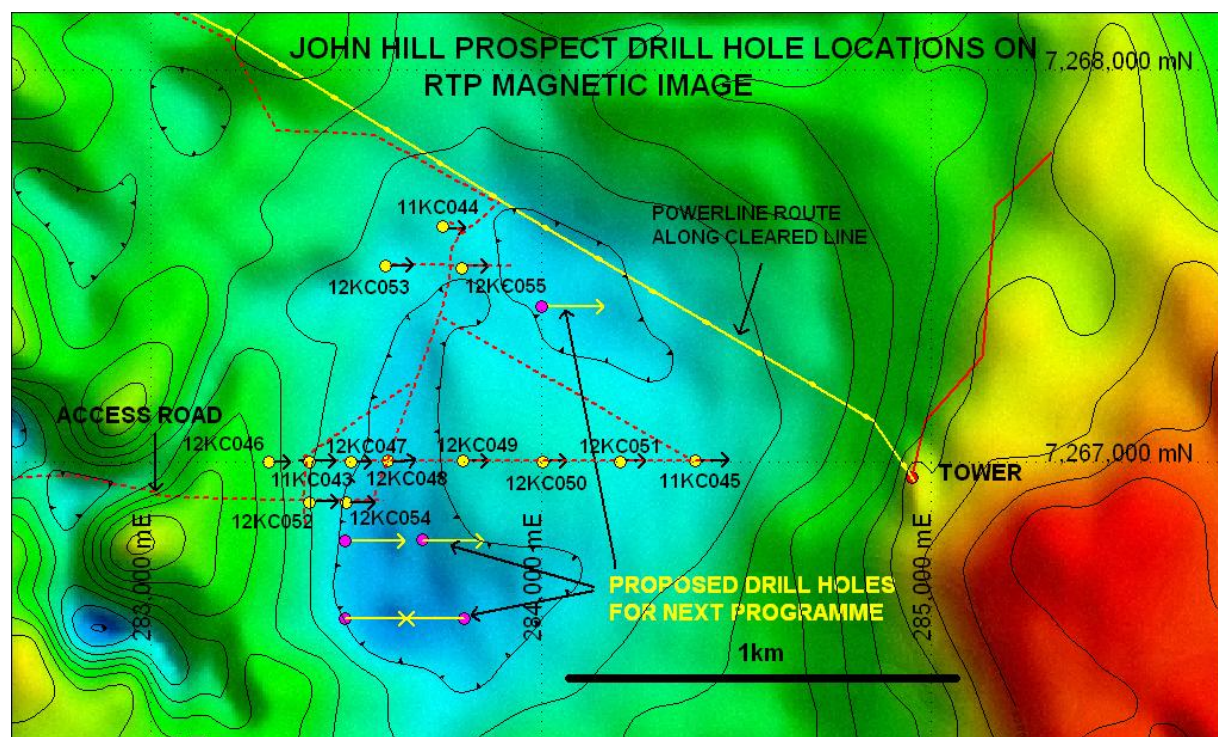 JOHN HILL PROSPECT DRILL HOLE LOCATIONS ON
RTP MAGNETIC IMAGE
7,268,000 mN
11KC044
POWERLINE ROUTE
ALONG CLEARED LINE
12KC053
12KC055
ACCESS ROAD
12KC046
12KC047
12KC049
12KC051
7,267,000 mN
11KC043
12KC048
12KC050
11KC045
TOWER
12KC052
12KC054
283,000 mE
284,000 mE
285,000 mE
PROPOSED DRILL HOLES
FOR NEXT PROGRAMME
1km